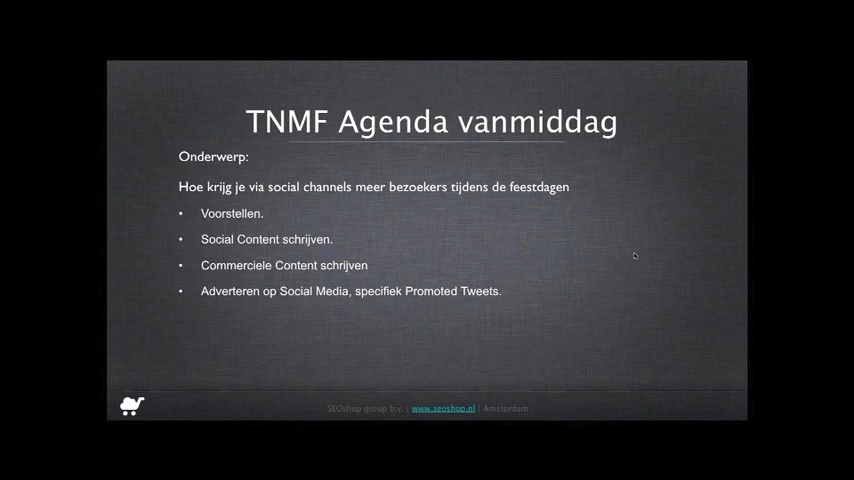 TNMF Agenda vanmiddag
Onderwerp:
Hoe krijg je via social channels meer bezoekers tijdens de feestdagen
• Voorstellen.
• Social Content schrijven.
• Commerciele Content schrijven
• Adverteren op Social Media, specifiek Promoted Tweets.
SEOshop group b.v. | www.seoshop.nl | Amsterdam